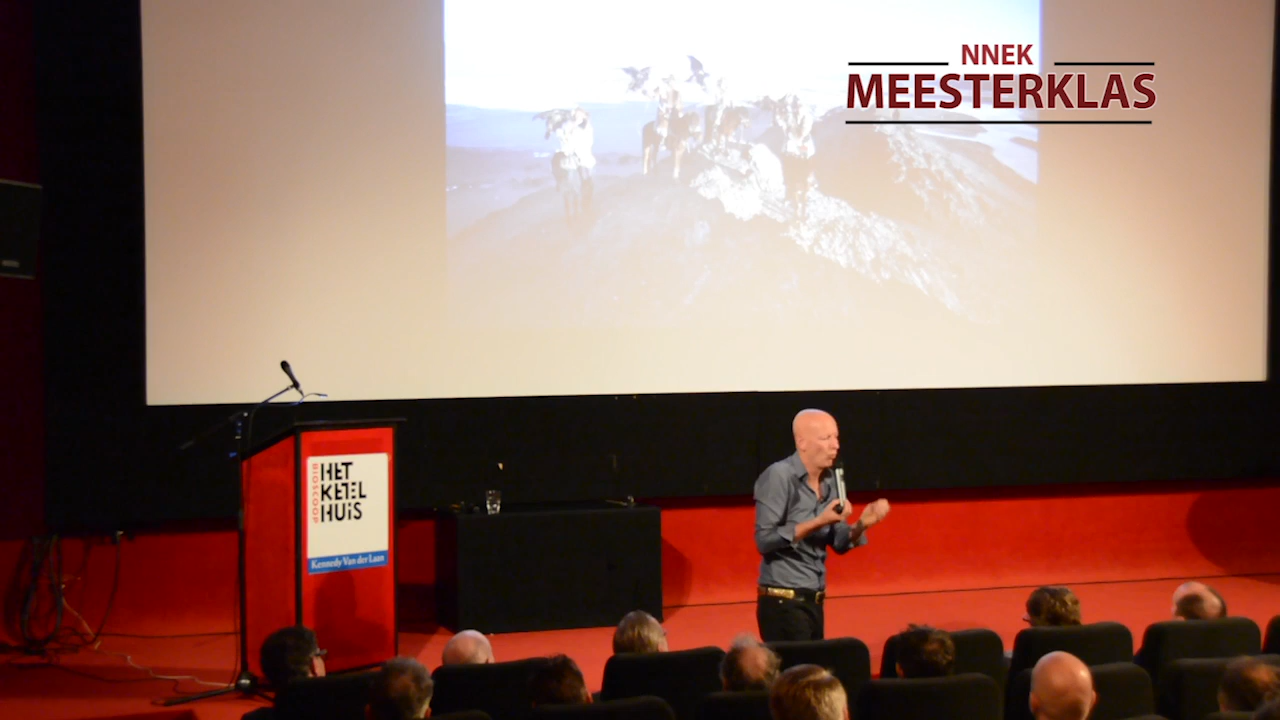 NNEK
MEESTERKLAS
BIOSCOOP
HET
KETEL
HUIS
Kennedy Van der Laan